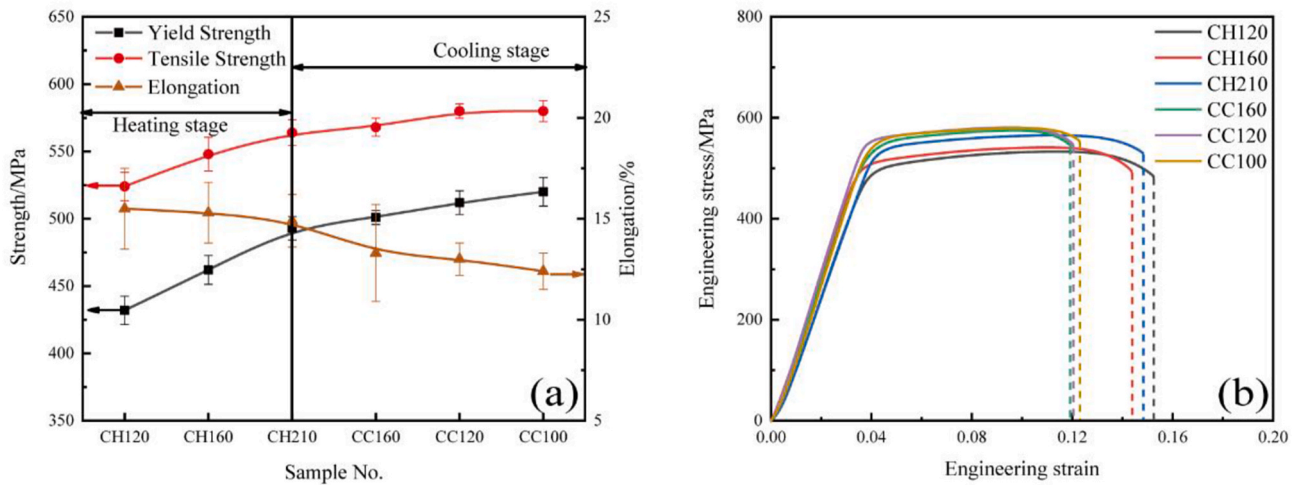 650
600
550
500
450
400
350
Strength/MPa
Yield Strength
Tensile Strength
Elongation
Heating stage
Cooling stage
25
20
15
10
5
Elongation/%
(a)
CH120 CH160 CH210 CC160 CC120 CC100
Sample No.
800
600
400
200
0
Engineering stress/MPa
CH120
CH160
CH210
CC160
CC120
CC100
(b)
0.00 0.04 0.08 0.12 0.16 0.20
Engineering strain